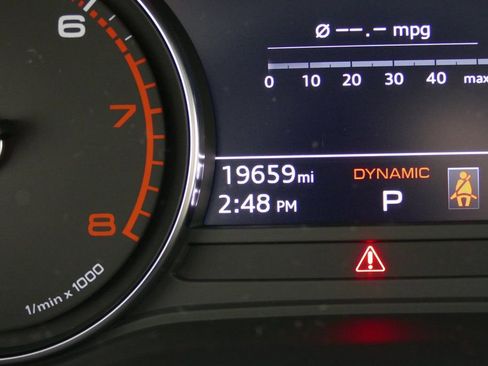 6
7
8
1/min x 1000
Ø --.- mpg
0 10 20 30 40 max
19659 mi DYNAMIC
2:48 PM P